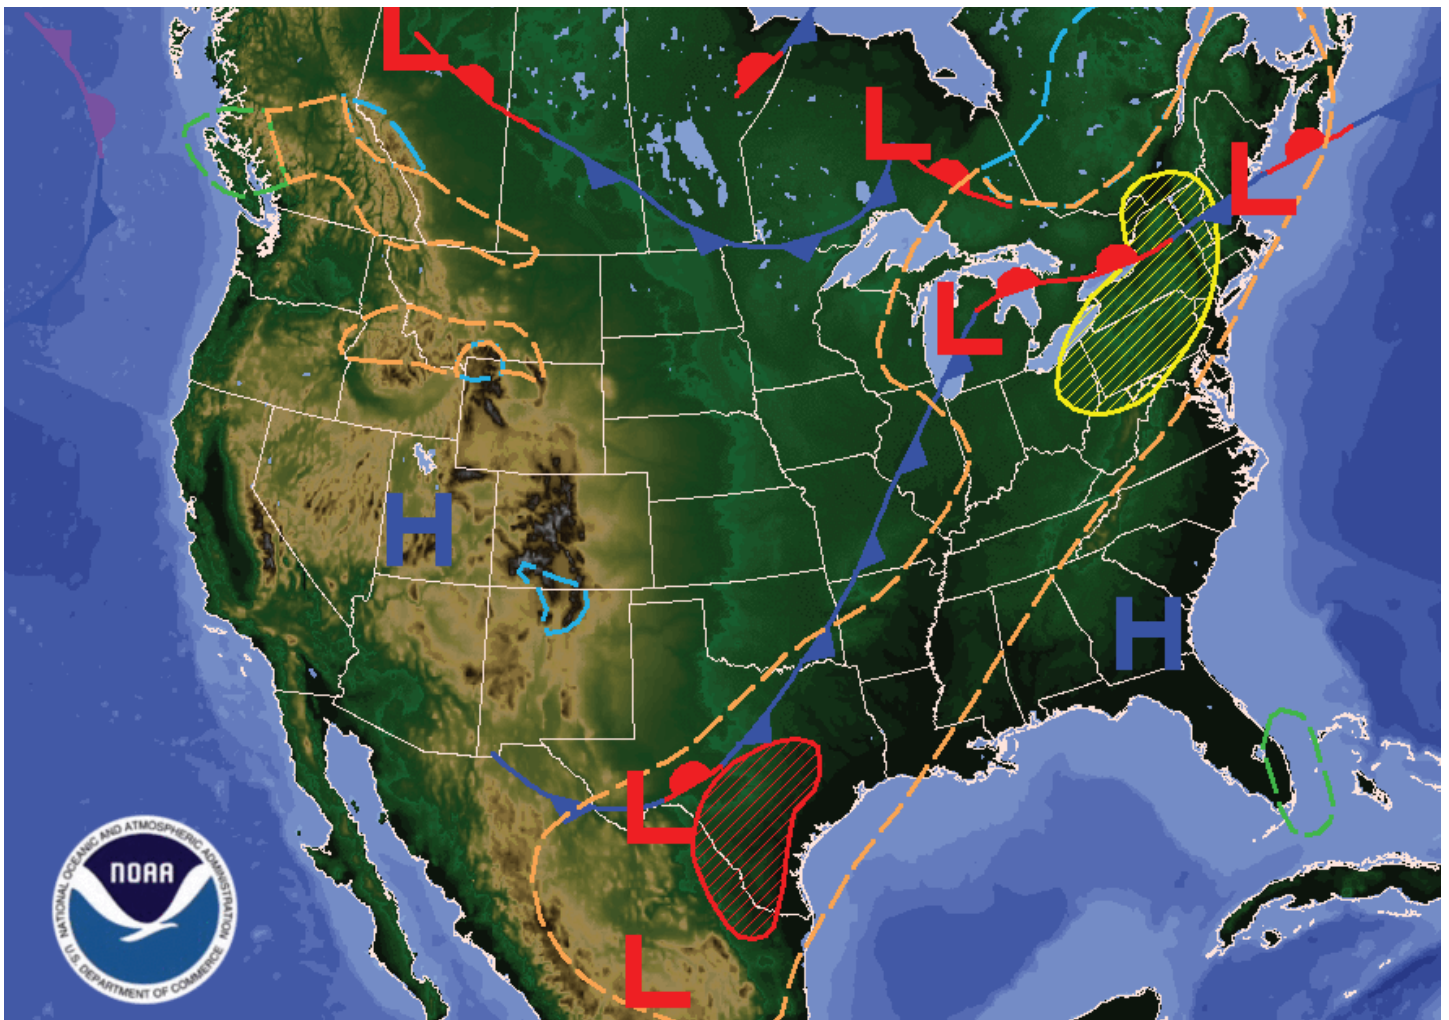 L
L
L
L
H
H
L
L
NOAA
NATIONAL OCEANIC AND ATMOSPHERIC ADMINISTRATION
U.S. DEPARTMENT OF COMMERCE